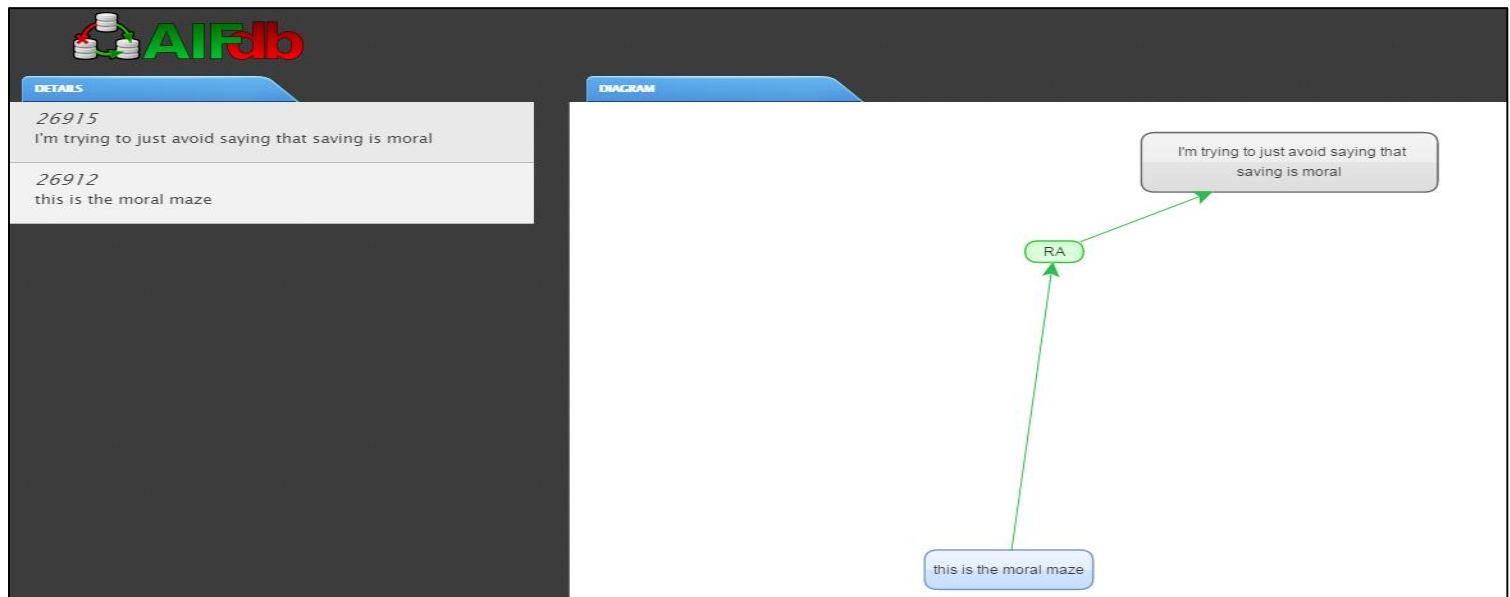 AIFdb
DETAILS
26915
I'm trying to just avoid saying that saving is moral
26912
this is the moral maze
DIAGRAM
I'm trying to just avoid saying that
saving is moral
RA
this is the moral maze